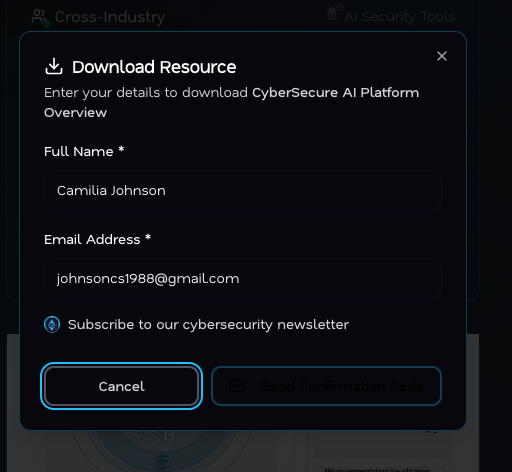 Cross-Industry
AI Security Tools
Download Resource
Enter your details to download CyberSecure AI Platform
Overview
Full Name *
Camilia Johnson
Email Address *
johnsoncs1988@gmail.com
Subscribe to our cybersecurity newsletter
Cancel
Send Confirmation Code